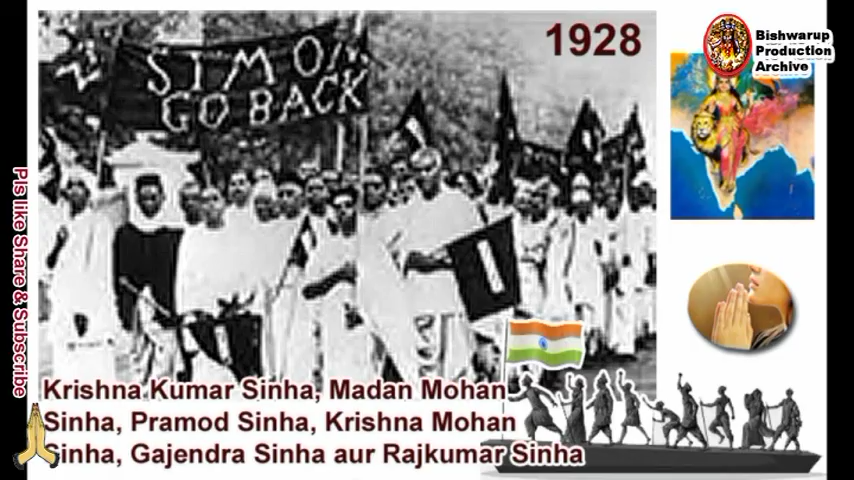 SIMON
GO BACK
1928
Bishwarup
Production
Archive
Pls like Share & Subscribe
Krishna Kumar Sinha, Madan Mohan
Sinha, Pramod Sinha, Krishna Mohan
Sinha, Gajendra Sinha aur Rajkumar Sinha